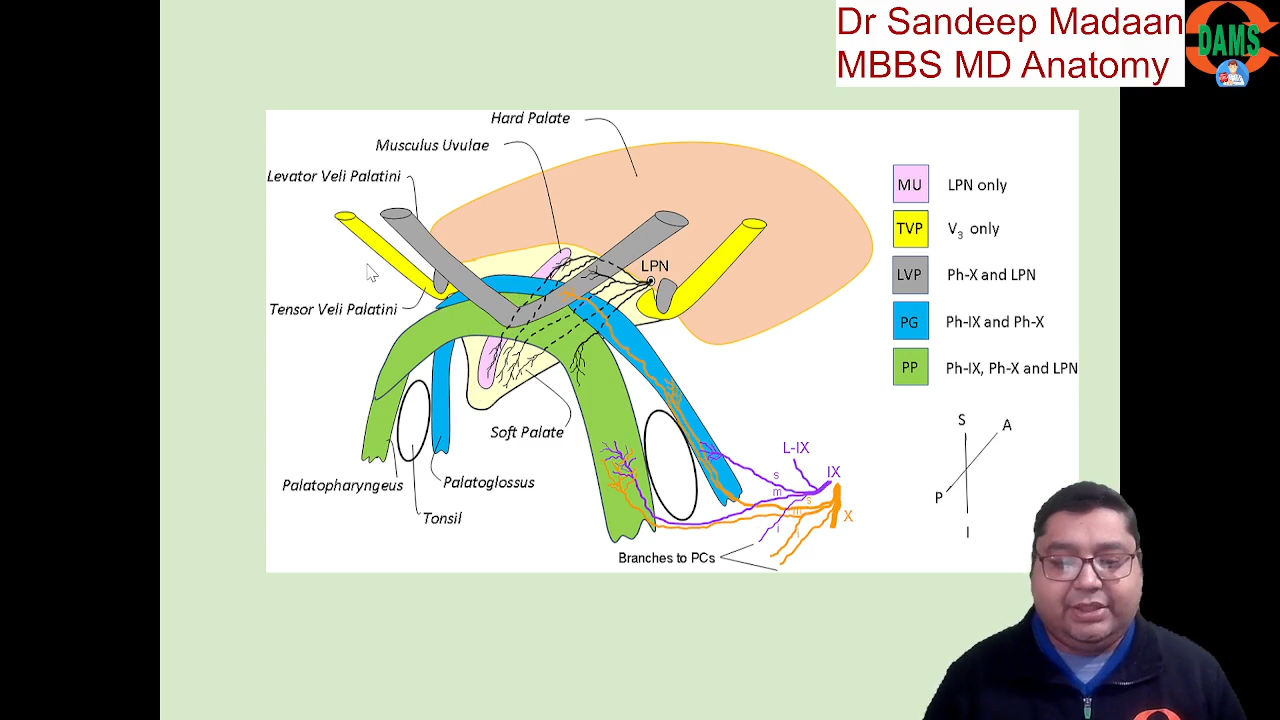 Dr Sandeep Madaan
MBBS MD Anatomy
DAMS
Hard Palate
Musculus Uvulae
Levator Veli Palatini
Tensor Veli Palatini
LPN
Soft Palate
Palatopharyngeus
Palatoglossus
Tonsil
L-IX
IX
X
s
m
i
s
m
i
Branches to PCs
MU LPN only
TVP V₃ only
LVP Ph-X and LPN
PG Ph-IX and Ph-X
PP Ph-IX, Ph-X and LPN
S
A
P
I